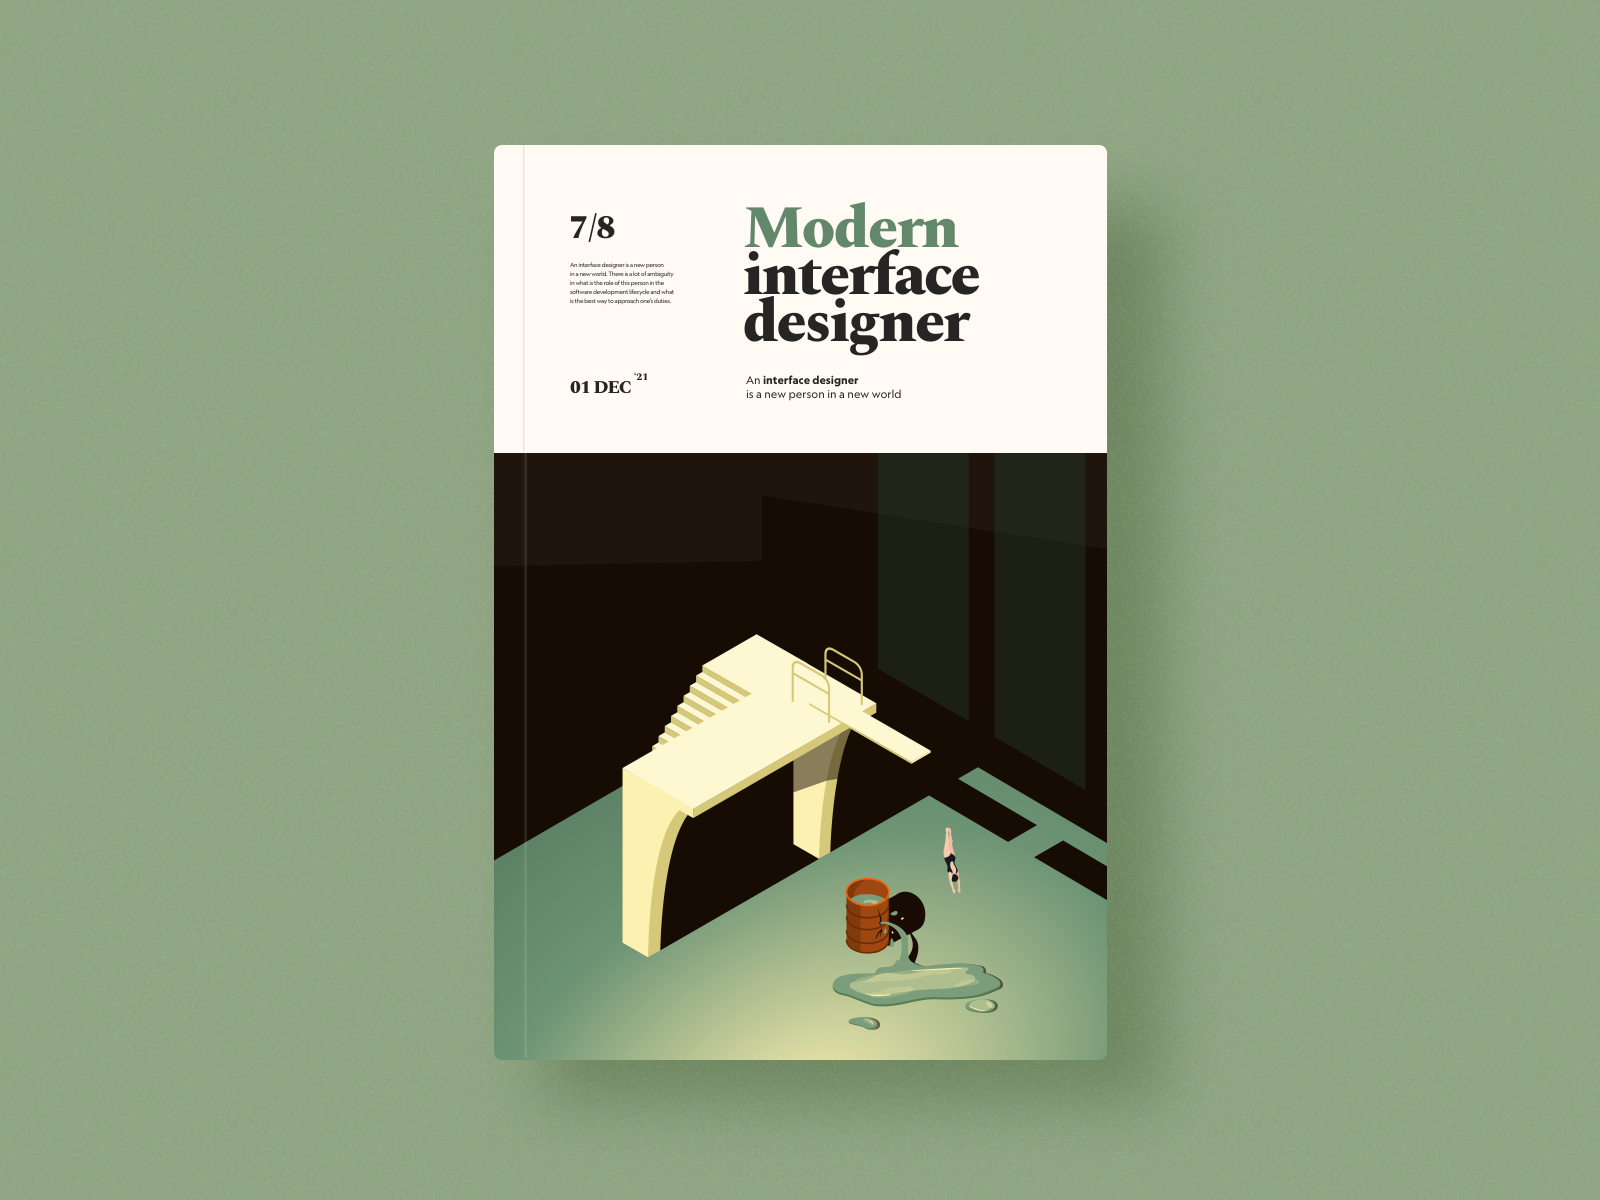 7/8
An interface designer is a new person
in a new world. There is a lot of ambiguity
in what is the role of this person in the
software development lifecycle and what
is the best way to approach one's duties.
01 DEC '21
Modern
interface
designer
An interface designer
is a new person in a new world